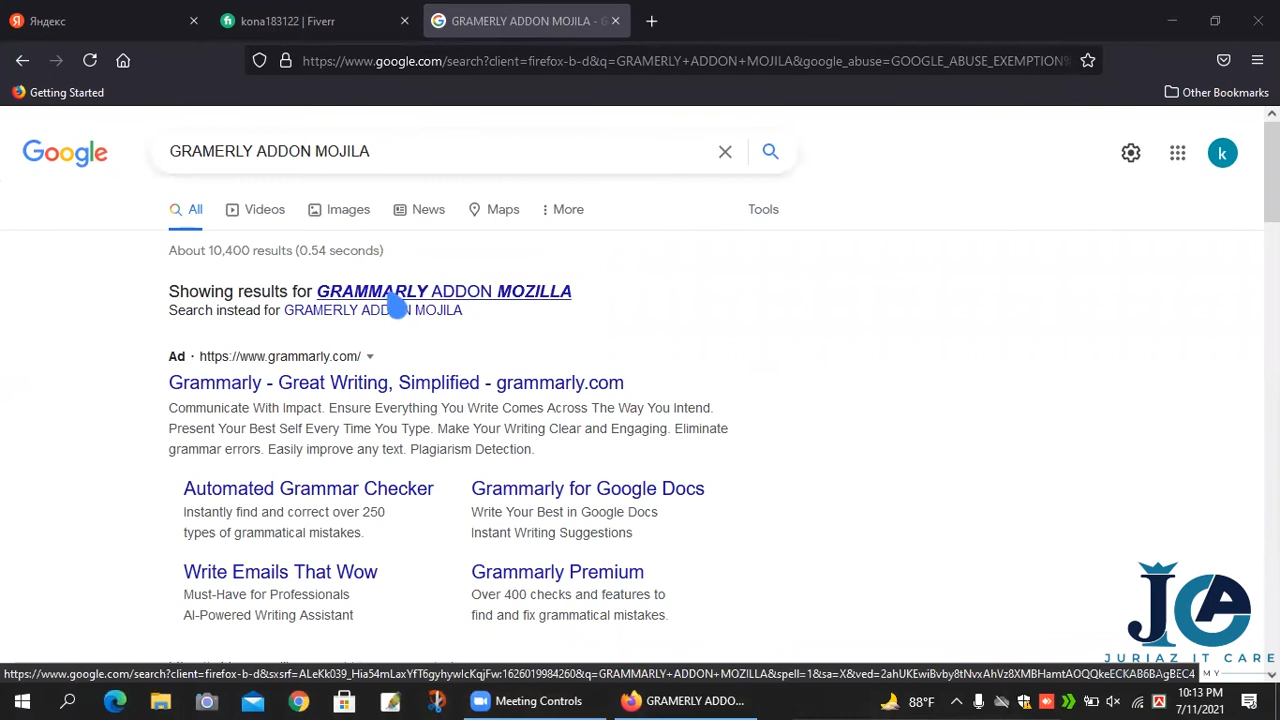 Яндекс
kona183122 | Fiverr
GRAMERLY ADDON MOJILA - G
https://www.google.com/search?client=firefox-b-d&q=GRAMERLY+ADDON+MOJILA&google_abuse=GOOGLE_ABUSE_EXEMPTION%
Getting Started
Other Bookmarks
Google
GRAMERLY ADDON MOJILA
k
All
Videos
Images
News
Maps
More
Tools
About 10,400 results (0.54 seconds)
Showing results for GRAMMARLY ADDON MOZILLA
Search instead for GRAMERLY ADDON MOJILA
Ad · https://www.grammarly.com/
Grammarly - Great Writing, Simplified - grammarly.com
Communicate With Impact. Ensure Everything You Write Comes Across The Way You Intend.
Present Your Best Self Every Time You Type. Make Your Writing Clear and Engaging. Eliminate
grammar errors. Easily improve any text. Plagiarism Detection.
Automated Grammar Checker
Instantly find and correct over 250
types of grammatical mistakes.
Grammarly for Google Docs
Write Your Best in Google Docs
Instant Writing Suggestions
Write Emails That Wow
Must-Have for Professionals
AI-Powered Writing Assistant
Grammarly Premium
Over 400 checks and features to
find and fix grammatical mistakes.
JCA
JURIAZ IT CARE
MY
Meeting Controls
GRAMMARLY ADDO...
88°F
10:13 PM
7/11/2021